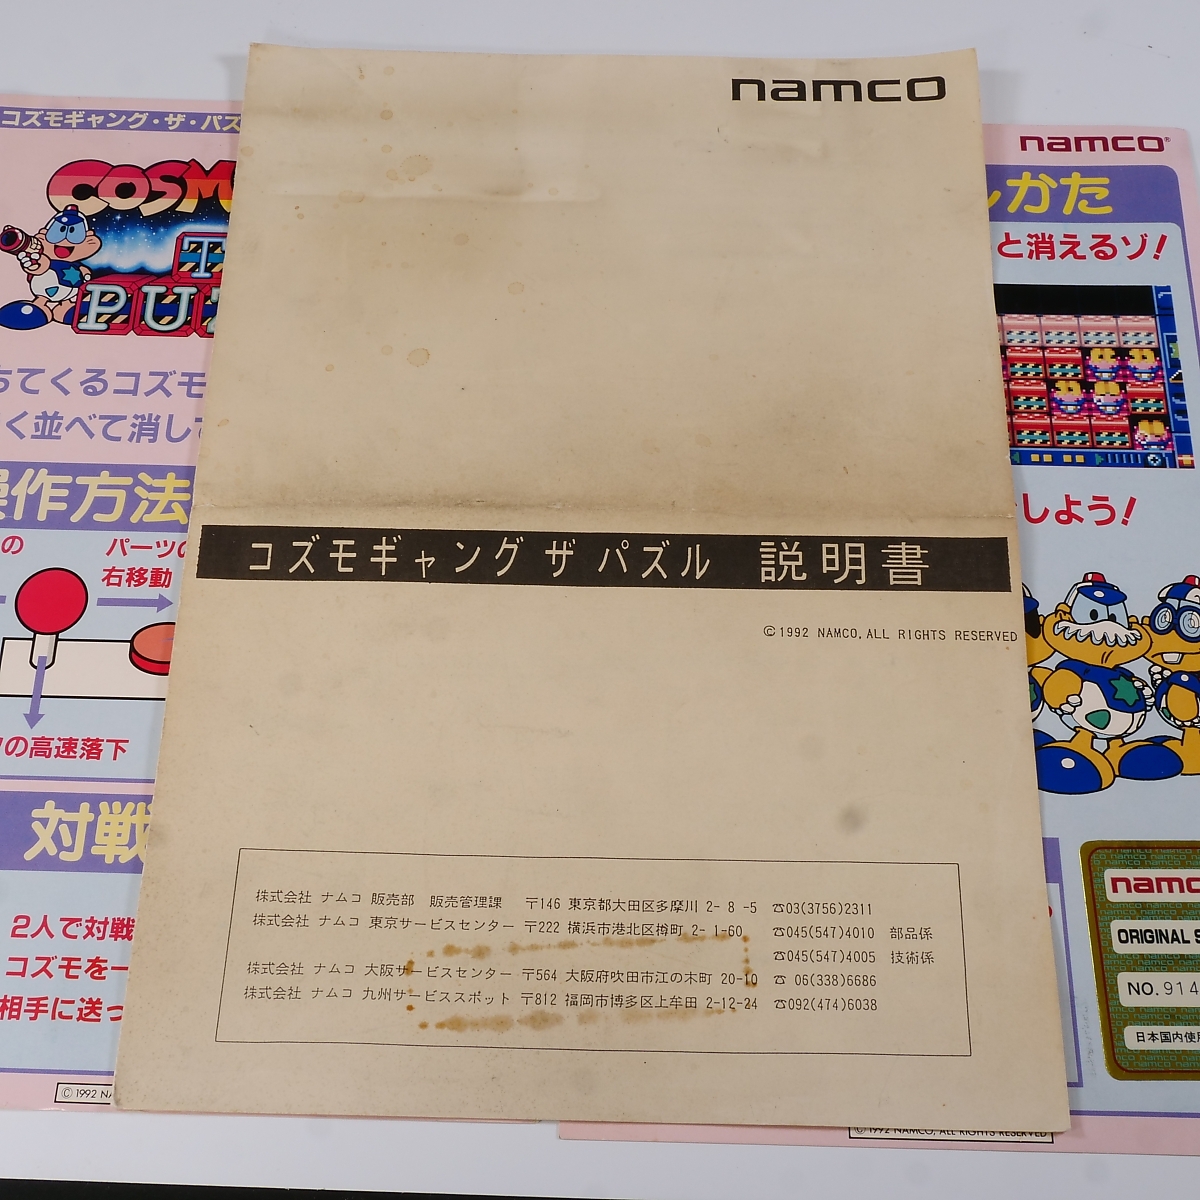 namco
コズモギャング ザ パズル 説明書
©1992 NAMCO, ALL RIGHTS RESERVED
株式会社 ナムコ 販売部 販売管理課 〒146 東京都大田区多摩川 2-8-5 ☎03(3756)2311
株式会社 ナムコ 東京サービスセンター 〒222 横浜市港北区樽町 2-1-60 ☎045(547)4010 部品係
☎045(547)4005 技術係
株式会社 ナムコ 大阪サービスセンター 〒564 大阪府吹田市江の木町 20-10 ☎ 06(338)6686
株式会社 ナムコ 九州サービススポット 〒812 福岡市博多区上牟田 2-12-24 ☎092(474)6038
コズモギャング・ザ・パズ
COSM
T
PU
ちてくるコズモ
く並べて消して
操作方法
の
パーツの
右移動
の高速落下
対戦
2人で対戦
コズモを一
相手に送っ
©1992 NA
namco®
しかた
と消えるゾ!
しよう!
namco
ORIGINAL S
NO.914
日本国内使用
©1992 NAMCO, ALL RIGHTS RESERVED